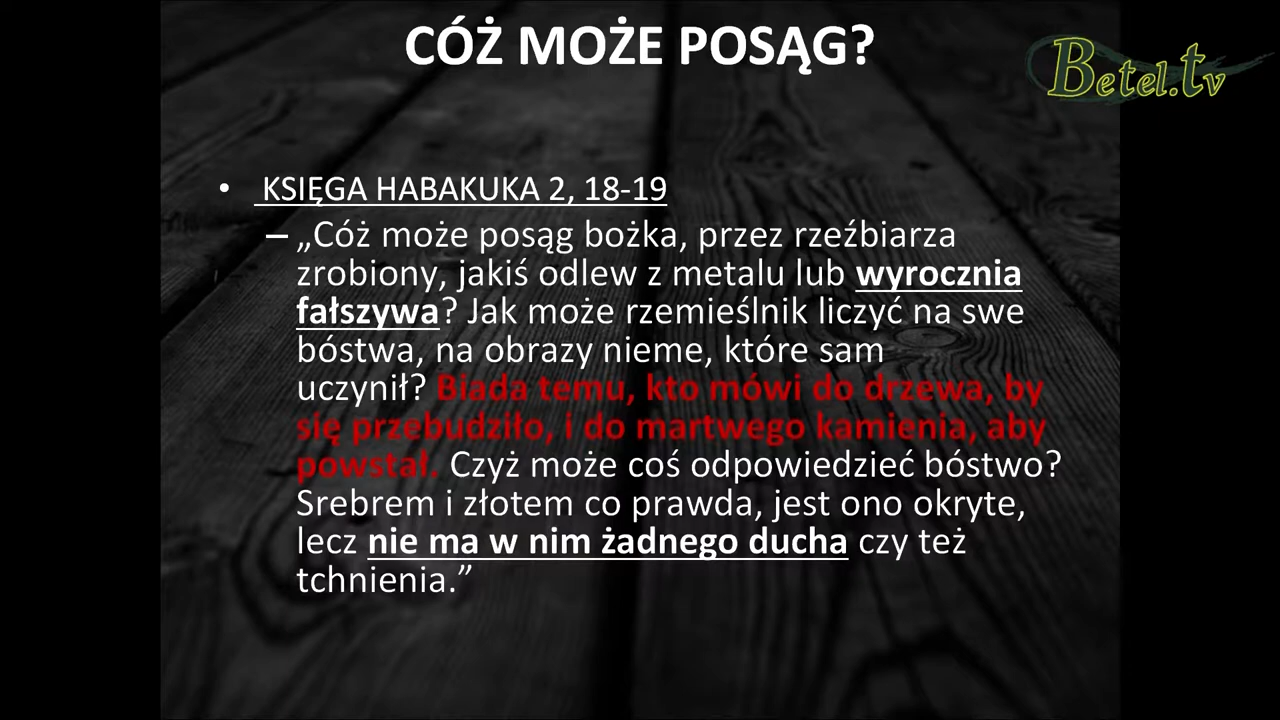 CÓŻ MOŻE POSĄG?
Betel.tv
• KSIĘGA HABAKUKA 2, 18-19
– „Cóż może posąg bożka, przez rzeźbiarza
zrobiony, jakiś odlew z metalu lub wyrocznia
fałszywa? Jak może rzemieślnik liczyć na swe
bóstwa, na obrazy nieme, które sam
uczynił? Biada temu, kto mówi do drzewa, by
się przebudziło, i do martwego kamienia, aby
powstał. Czyż może coś odpowiedzieć bóstwo?
Srebrem i złotem co prawda, jest ono okryte,
lecz nie ma w nim żadnego ducha czy też
tchnienia.”